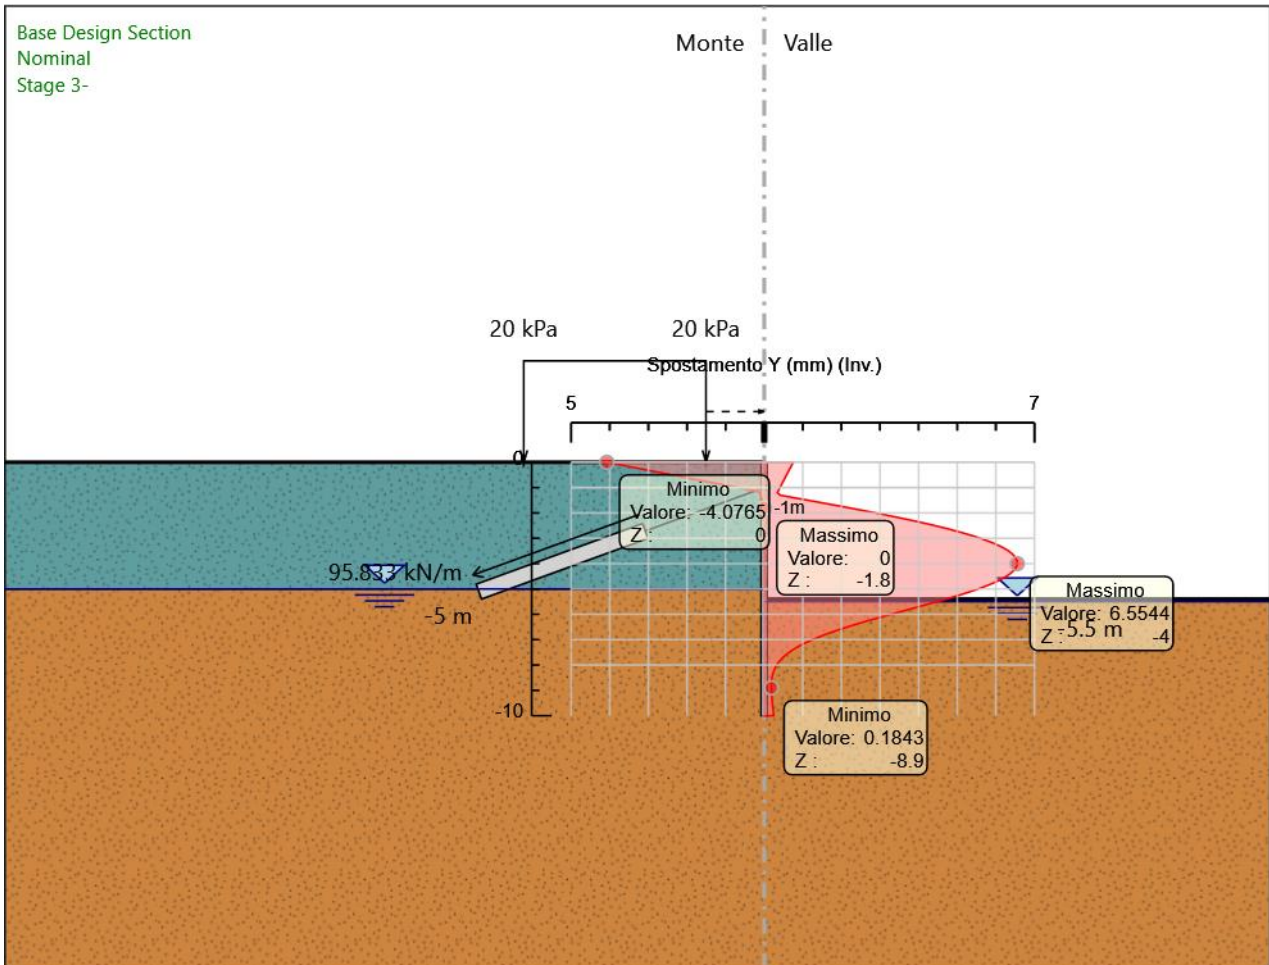 Base Design Section
Nominal
Stage 3-
Monte
Valle
20 kPa
20 kPa
Spostamento Y (mm) (Inv.)
5
7
0
Minimo
Valore: -4.0765
Z : 0
-1m
Massimo
Valore: 0
Z : -1.8
95.833 kN/m
-5 m
Massimo
Valore: 6.5544
Z : -4
-5.5 m
-10
Minimo
Valore: 0.1843
Z : -8.9